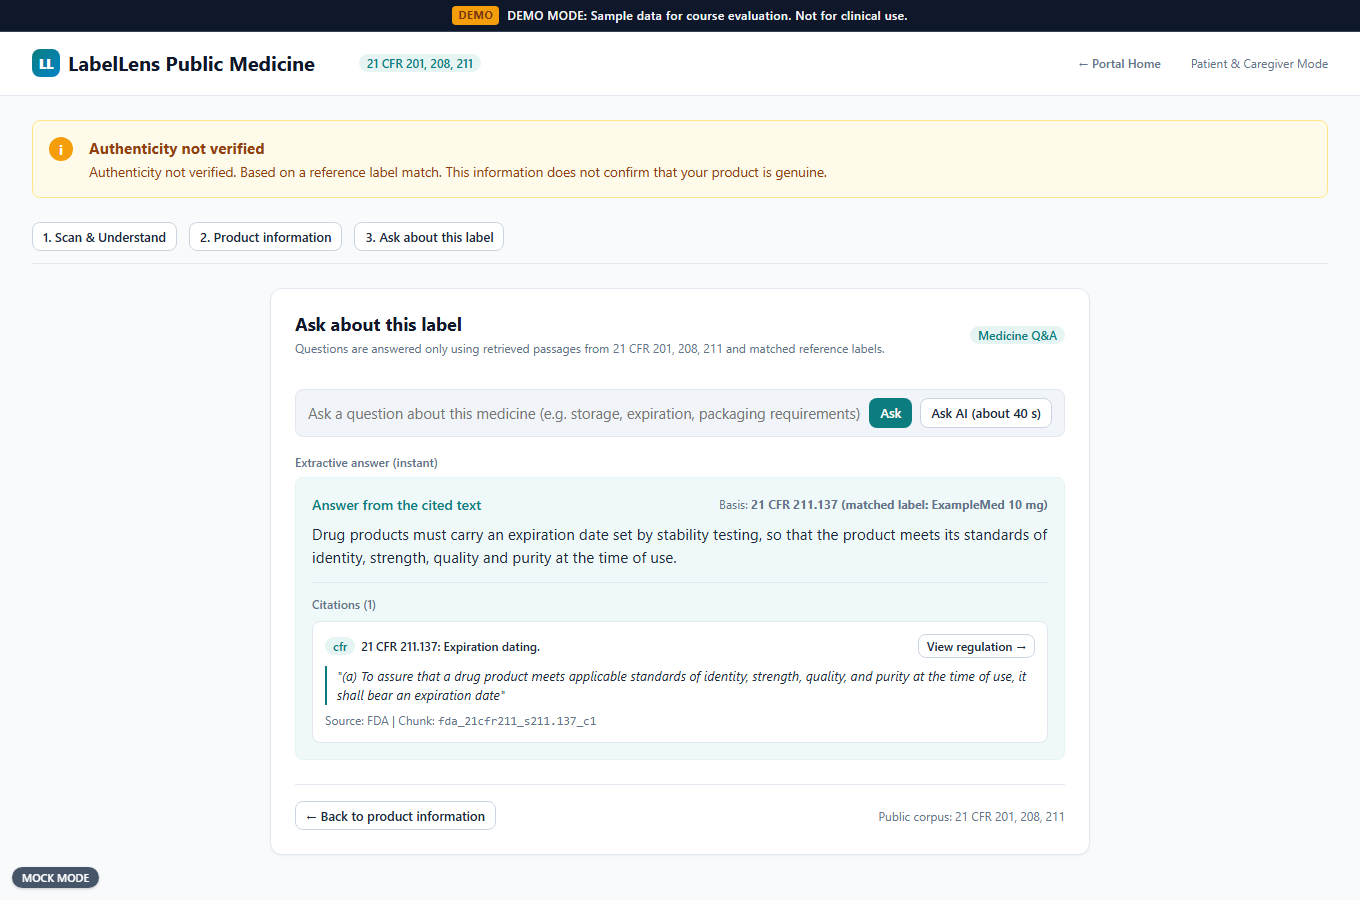 DEMO DEMO MODE: Sample data for course evaluation. Not for clinical use.
LL LabelLens Public Medicine 21 CFR 201, 208, 211 ← Portal Home Patient & Caregiver Mode
i Authenticity not verified
Authenticity not verified. Based on a reference label match. This information does not confirm that your product is genuine.
1. Scan & Understand 2. Product information 3. Ask about this label
Ask about this label
Medicine Q&A
Questions are answered only using retrieved passages from 21 CFR 201, 208, 211 and matched reference labels.
Ask a question about this medicine (e.g. storage, expiration, packaging requirements) Ask Ask AI (about 40 s)
Extractive answer (instant)
Answer from the cited text Basis: 21 CFR 211.137 (matched label: ExampleMed 10 mg)
Drug products must carry an expiration date set by stability testing, so that the product meets its standards of
identity, strength, quality and purity at the time of use.
Citations (1)
cfr 21 CFR 211.137: Expiration dating. View regulation →
"(a) To assure that a drug product meets applicable standards of identity, strength, quality, and purity at the time of use, it
shall bear an expiration date"
Source: FDA | Chunk: fda_21cfr211_s211.137_c1
← Back to product information Public corpus: 21 CFR 201, 208, 211
MOCK MODE